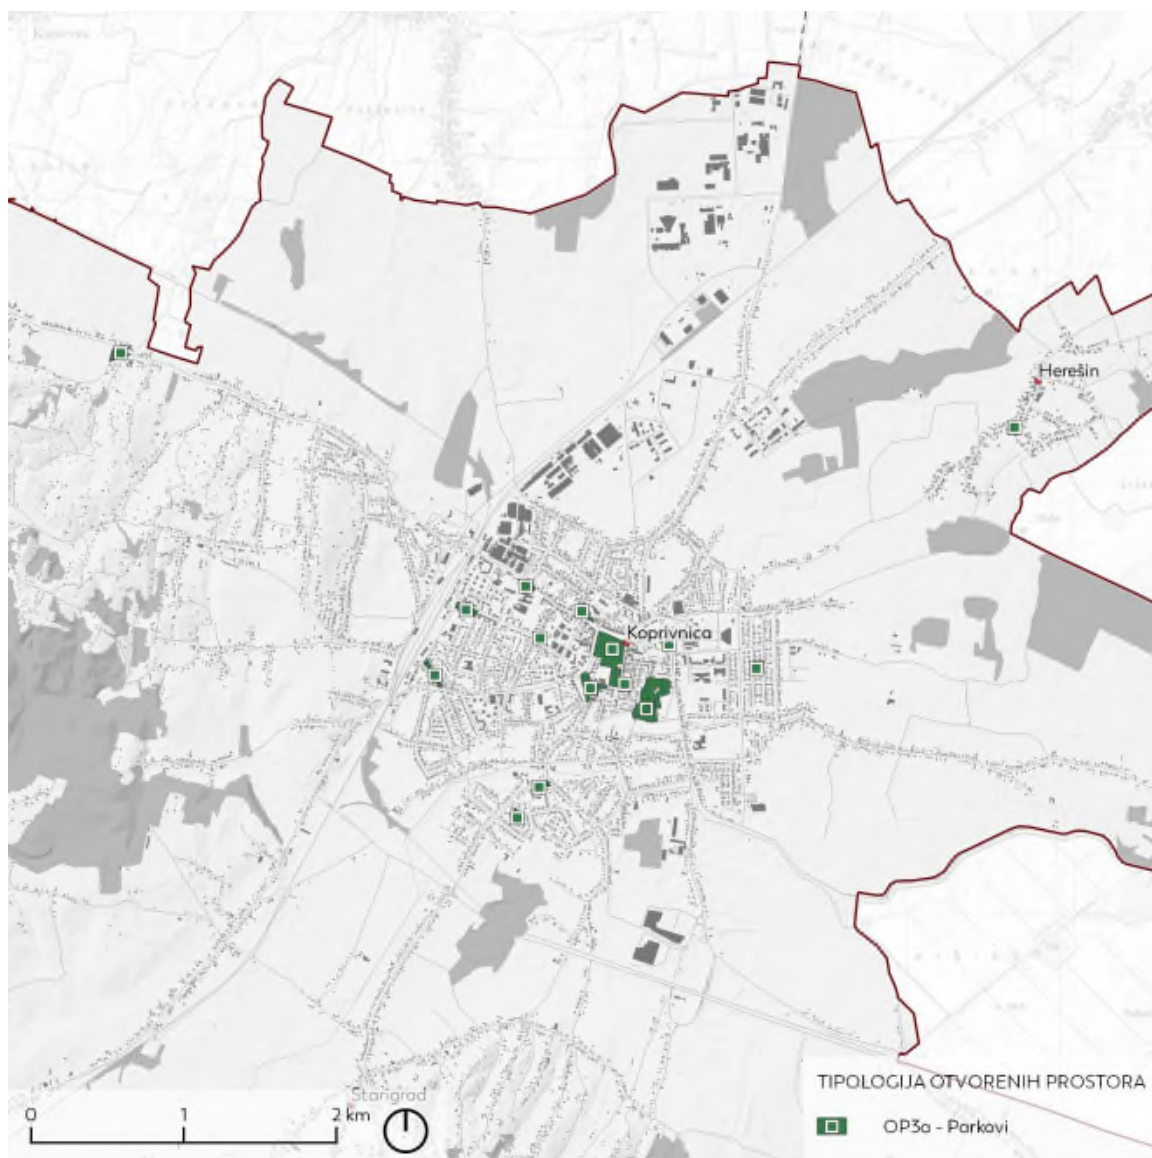 Herešin
Koprivnica
Starigrad
0 1 2 km
TIPOLOGIJA OTVORENIH PROSTORA
OP3a - Parkovi